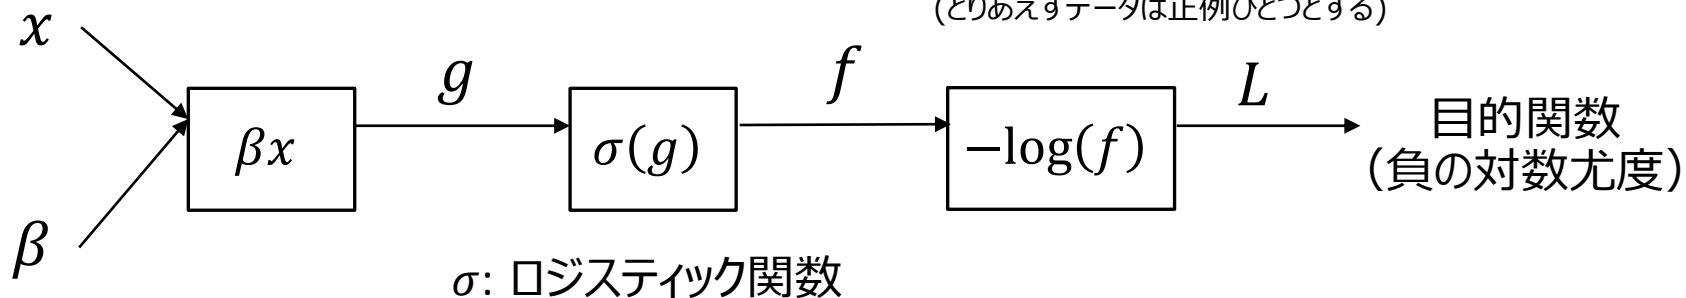 (とりあえずデータは正例ひとつとする)
x
g
f
L
βx
σ(g)
−log(f)
目的関数
(負の対数尤度)
β
σ: ロジスティック関数